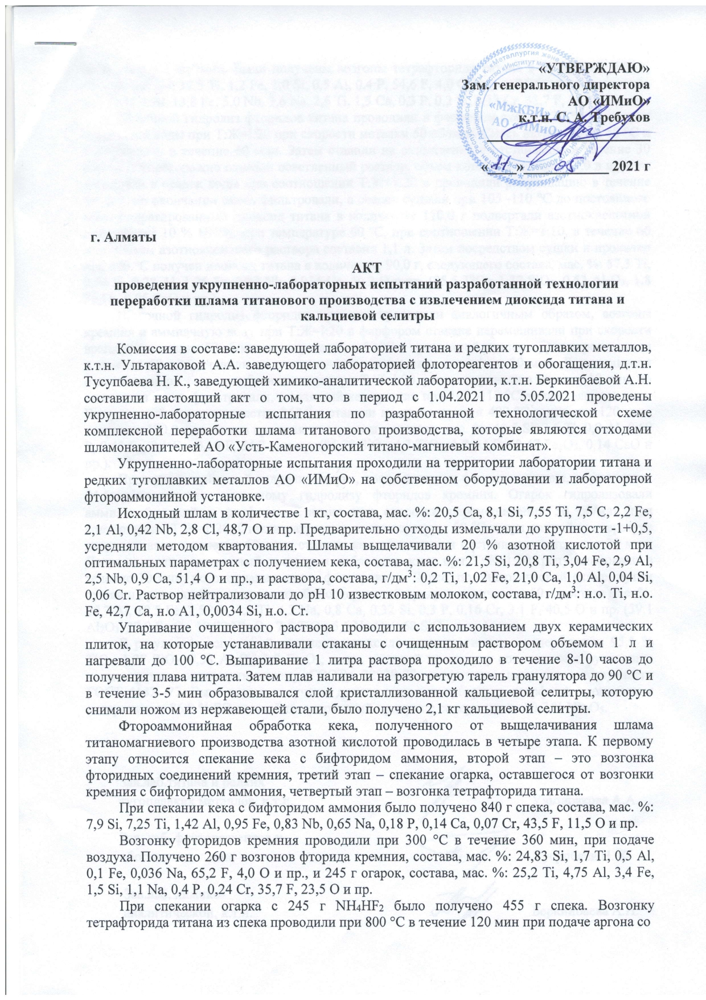 «УТВЕРЖДАЮ»
Зам. генерального директора
АО «ИМиО»
к.т.н. С. А. Требухов
«11» 05 2021 г
«МжКБИ» АҚ
АО «ИМиО»
г. Алматы
АКТ
проведения укрупненно-лабораторных испытаний разработанной технологии
переработки шлама титанового производства с извлечением диоксида титана и
кальциевой селитры
Комиссия в составе: заведующей лабораторией титана и редких тугоплавких металлов,
к.т.н. Ультараковой А.А. заведующего лабораторией флотореагентов и обогащения, д.т.н.
Тусупбаева Н. К., заведующей химико-аналитической лаборатории, к.т.н. Беркинбаевой А.Н.
составили настоящий акт в том, что в период с 1.04.2021 по 5.05.2021 проведены
укрупненно-лабораторные испытания по разработанной технологической схеме
комплексной переработки шлама титанового производства, которые являются отходами
шламонакопителей АО «Усть-Каменогорский титано-магниевый комбинат».
Укрупненно-лабораторные испытания проходили на территории лаборатории титана и
редких тугоплавких металлов АО «ИМиО» на собственном оборудовании и лабораторной
фтороаммонийной установке.
Исходный шлам в количестве 1 кг, состава, мас. %: 20,5 Ca, 8,1 Si, 7,55 Ti, 7,5 C, 2,2 Fe,
2,1 Al, 0,42 Nb, 2,8 Cl, 48,7 О и пр. Предварительно отходы измельчали до крупности -1+0,5,
усредняли методом квартования. Шламы выщелачивали 20 % азотной кислотой при
оптимальных параметрах с получением кека, состава, мас. %: 21,5 Si, 20,8 Ti, 3,04 Fe, 2,9 Al,
2,5 Nb, 0,9 Ca, 51,4 О и пр., и раствора, состава, г/дм³: 0,2 Ti, 1,02 Fe, 21,0 Ca, 1,0 Al, 0,04 Si,
0,06 Cr. Раствор нейтрализовали до pH 10 известковым молоком, состава, г/дм³: н.о. Ti, н.о.
Fe, 42,7 Ca, н.о A1, 0,0034 Si, н.о. Cr.
Упаривание очищенного раствора проводили с использованием двух керамических
плиток, на которые устанавливали стаканы с очищенным раствором объемом 1 л и
нагревали до 100 °С. Выпаривание 1 литра раствора проходило в течение 8-10 часов до
получения плава нитрата. Затем плав наливали на разогретую тарель гранулятора до 90 °С и
в течение 3-5 мин образовывался слой кристаллизованной кальциевой селитры, которую
снимали ножом из нержавеющей стали, было получено 2,1 кг кальциевой селитры.
Фтороаммонийная обработка кека, полученного от выщелачивания шлама
титаномагниевого производства азотной кислотой проводилась в четыре этапа. К первому
этапу относится спекание кека с бифторидом аммония, второй этап – это возгонка
фторидных соединений кремния, третий этап – спекание огарка, оставшегося от возгонки
кремния с бифторидом аммония, четвертый этап – возгонка тетрафторида титана.
При спекании кека с бифторидом аммония было получено 840 г спека, состава, мас. %:
7,9 Si, 7,25 Ti, 1,42 Al, 0,95 Fe, 0,83 Nb, 0,65 Na, 0,18 P, 0,14 Ca, 0,07 Cr, 43,5 F, 11,5 O и пр.
Возгонку фторидов кремния проводили при 300 °С в течение 360 мин, при подаче
воздуха. Получено 260 г возгонов фторида кремния, состава, мас. %: 24,83 Si, 1,7 Ti, 0,5 Al,
0,1 Fe, 0,036 Na, 65,2 F, 4,0 O и пр., и 245 г огарок, состава, мас. %: 25,2 Ti, 4,75 Al, 3,4 Fe,
1,5 Si, 1,1 Na, 0,4 P, 0,24 Cr, 35,7 F, 23,5 O и пр.
При спекании огарка с 245 г NH₄HF₂ было получено 455 г спека. Возгонку
тетрафторида титана из спека проводили при 800 °С в течение 120 мин при подаче аргона со